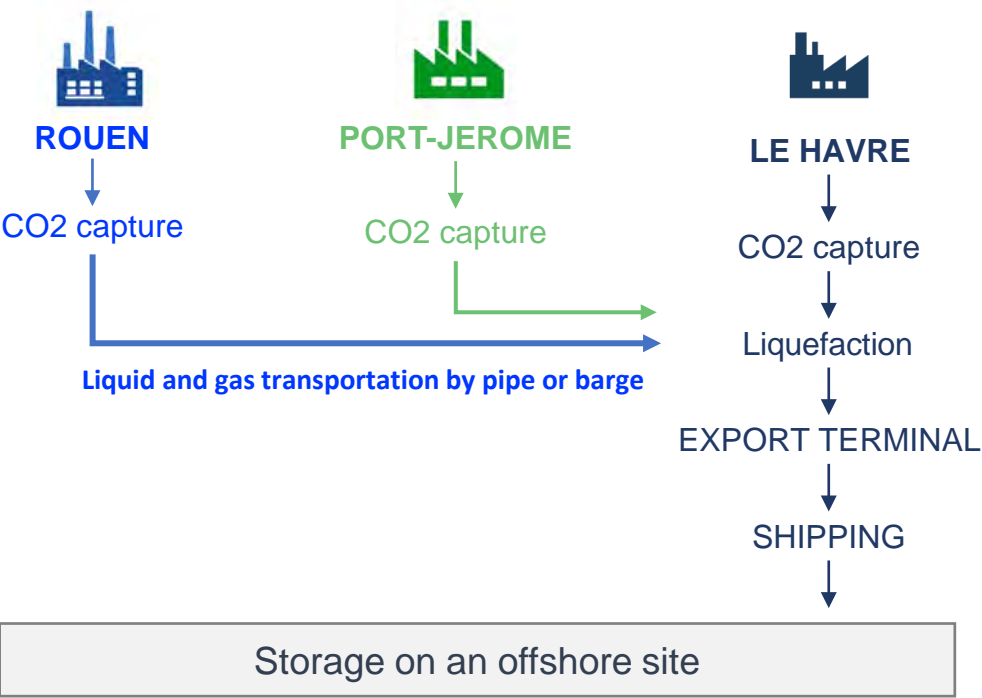 ROUEN
PORT-JEROME
LE HAVRE
CO2 capture
CO2 capture
CO2 capture
Liquefaction
Liquid and gas transportation by pipe or barge
EXPORT TERMINAL
SHIPPING
Storage on an offshore site